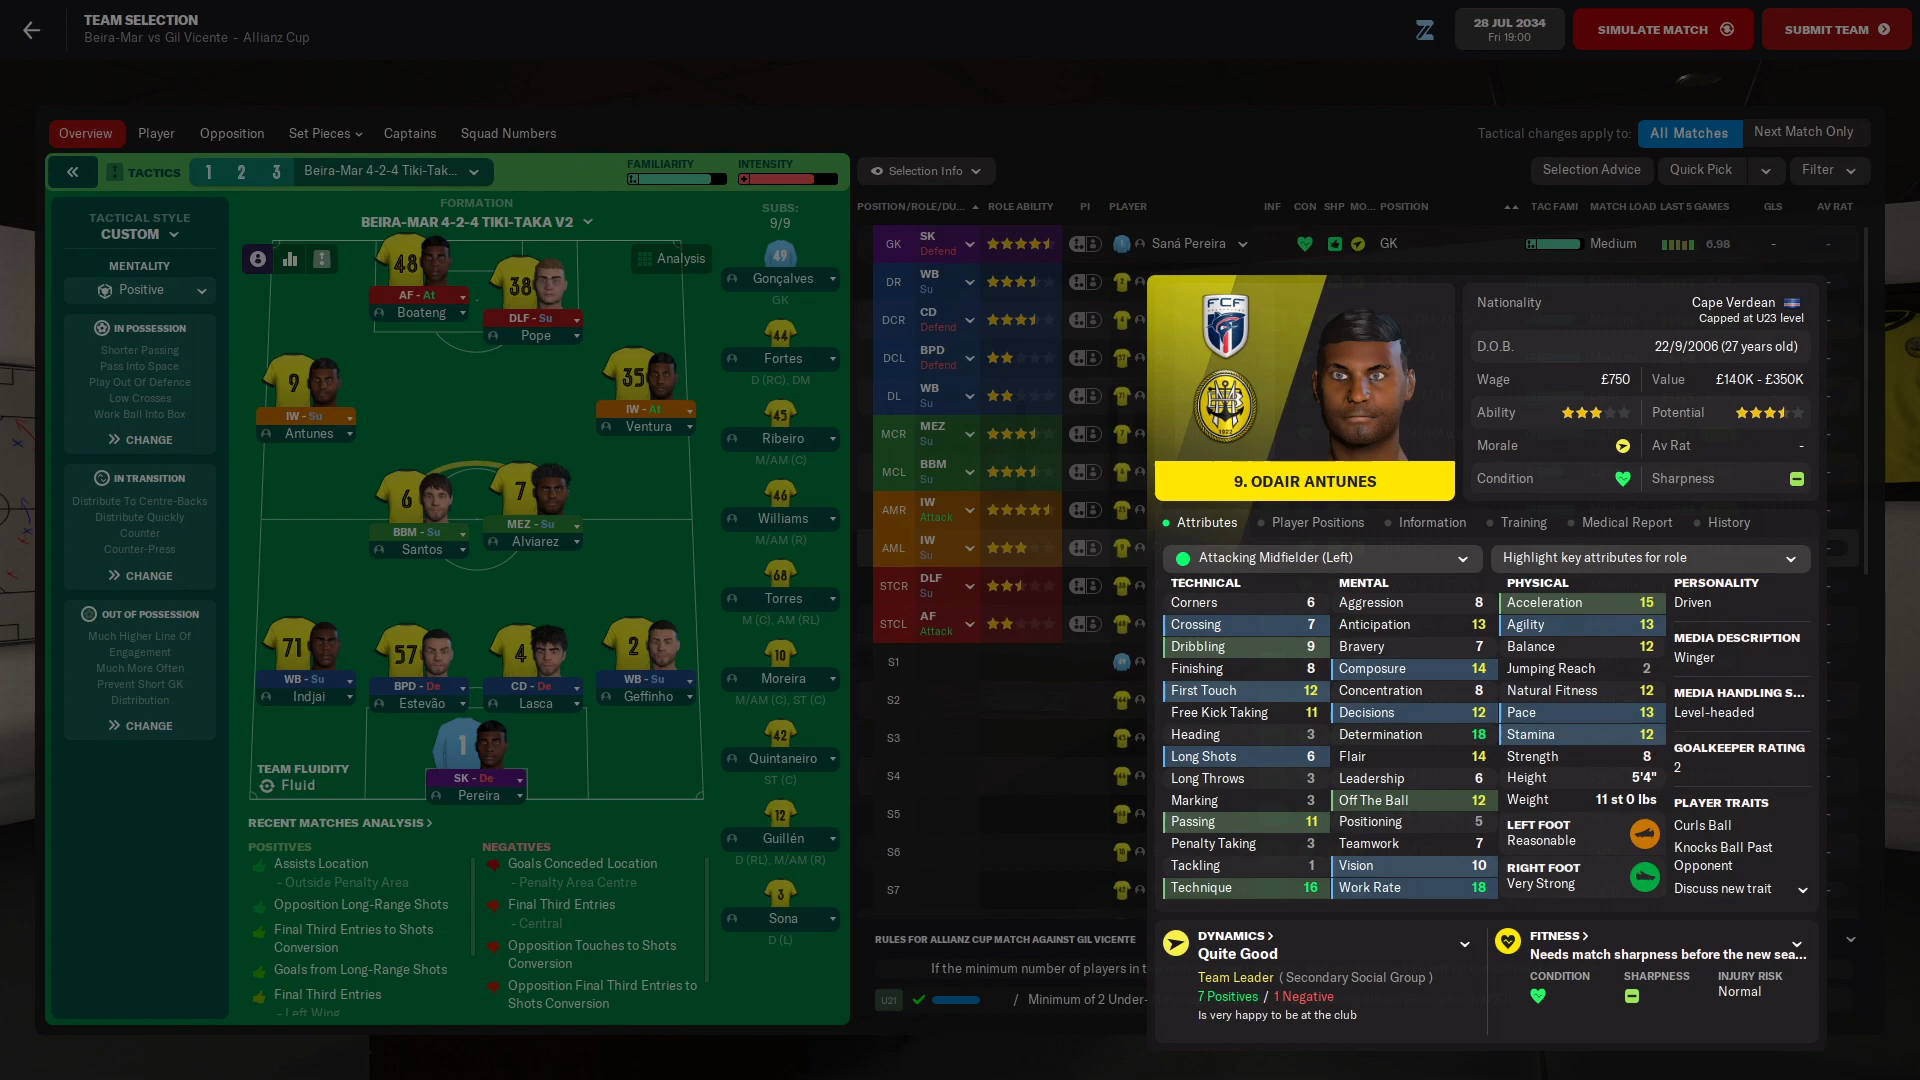 TEAM SELECTION
Beira-Mar vs Gil Vicente - Allianz Cup
28 JUL 2034
Fri 19:00
SIMULATE MATCH
SUBMIT TEAM
Overview
Player
Opposition
Set Pieces
Captains
Squad Numbers
Tactical changes apply to:
All Matches
Next Match Only
TACTICS
1 2 3
Beira-Mar 4-2-4 Tiki-Tak...
FAMILIARITY
INTENSITY
Selection Info
Selection Advice
Quick Pick
Filter
TACTICAL STYLE
CUSTOM
MENTALITY
Positive
IN POSSESSION
Shorter Passing
Pass Into Space
Play Out Of Defence
Low Crosses
Work Ball Into Box
CHANGE
IN TRANSITION
Distribute To Centre-Backs
Distribute Quickly
Counter
Counter-Press
CHANGE
OUT OF POSSESSION
Much Higher Line Of
Engagement
Much More Often
Prevent Short GK
Distribution
CHANGE
FORMATION
BEIRA-MAR 4-2-4 TIKI-TAKA V2
Analysis
48
AF - At
Boateng
38
DLF - Su
Pope
9
IW - Su
Antunes
35
IW - At
Ventura
6
BBM - Su
Santos
7
MEZ - Su
Alviarez
71
WB - Su
Indjai
57
BPD - De
Estevão
4
CD - De
Lasca
2
WB - Su
Geffinho
1
SK - De
Pereira
TEAM FLUIDITY
Fluid
SUBS:
9/9
49
Gonçalves
GK
44
Fortes
D (RC), DM
45
Ribeiro
M/AM (C)
46
Williams
M/AM (R)
68
Torres
M (C), AM (RL)
10
Moreira
M/AM (C), ST (C)
42
Quintaneiro
ST (C)
12
Guillén
D (RL), M/AM (R)
3
Sona
D (L)
RECENT MATCHES ANALYSIS
POSITIVES
Assists Location
- Outside Penalty Area
Opposition Long-Range Shots
Final Third Entries to Shots
Conversion
Goals from Long-Range Shots
Final Third Entries
- Left Wing
NEGATIVES
Goals Conceded Location
- Penalty Area Centre
Final Third Entries
- Central
Opposition Touches to Shots
Conversion
Opposition Final Third Entries to
Shots Conversion
POSITION/ROLE/DU... ROLE ABILITY PI PLAYER INF CON SHP MO... POSITION TAC FAMI MATCH LOAD LAST 5 GAMES GLS AV RAT
GK SK Defend Saná Pereira GK Medium 6.98 - -
DR WB Su
DCR CD Defend
DCL BPD Defend
DL WB Su
MCR MEZ Su
MCL BBM Su
AMR IW Attack
AML IW Su
STCR DLF Su
STCL AF Attack
S1
S2
S3
S4
S5
S6
S7
RULES FOR ALLIANZ CUP MATCH AGAINST GIL VICENTE
If the minimum number of players in t
U21 / Minimum of 2 Under-
FCF
1922
9. ODAIR ANTUNES
Nationality Cape Verdean
Capped at U23 level
D.O.B. 22/9/2006 (27 years old)
Wage £750 Value £140K - £350K
Ability Potential
Morale Av Rat -
Condition Sharpness
Attributes
Player Positions
Information
Training
Medical Report
History
Attacking Midfielder (Left)
Highlight key attributes for role
TECHNICAL
Corners 6
Crossing 7
Dribbling 9
Finishing 8
First Touch 12
Free Kick Taking 11
Heading 3
Long Shots 6
Long Throws 3
Marking 3
Passing 11
Penalty Taking 3
Tackling 1
Technique 16
MENTAL
Aggression 8
Anticipation 13
Bravery 7
Composure 14
Concentration 8
Decisions 12
Determination 18
Flair 14
Leadership 6
Off The Ball 12
Positioning 5
Teamwork 7
Vision 10
Work Rate 18
PHYSICAL
Acceleration 15
Agility 13
Balance 12
Jumping Reach 2
Natural Fitness 12
Pace 13
Stamina 12
Strength 8
Height 5'4"
Weight 11 st 0 lbs
LEFT FOOT
Reasonable
RIGHT FOOT
Very Strong
PERSONALITY
Driven
MEDIA DESCRIPTION
Winger
MEDIA HANDLING S...
Level-headed
GOALKEEPER RATING
2
PLAYER TRAITS
Curls Ball
Knocks Ball Past
Opponent
Discuss new trait
DYNAMICS
Quite Good
Team Leader ( Secondary Social Group )
7 Positives / 1 Negative
Is very happy to be at the club
FITNESS
Needs match sharpness before the new sea...
CONDITION SHARPNESS INJURY RISK
Normal